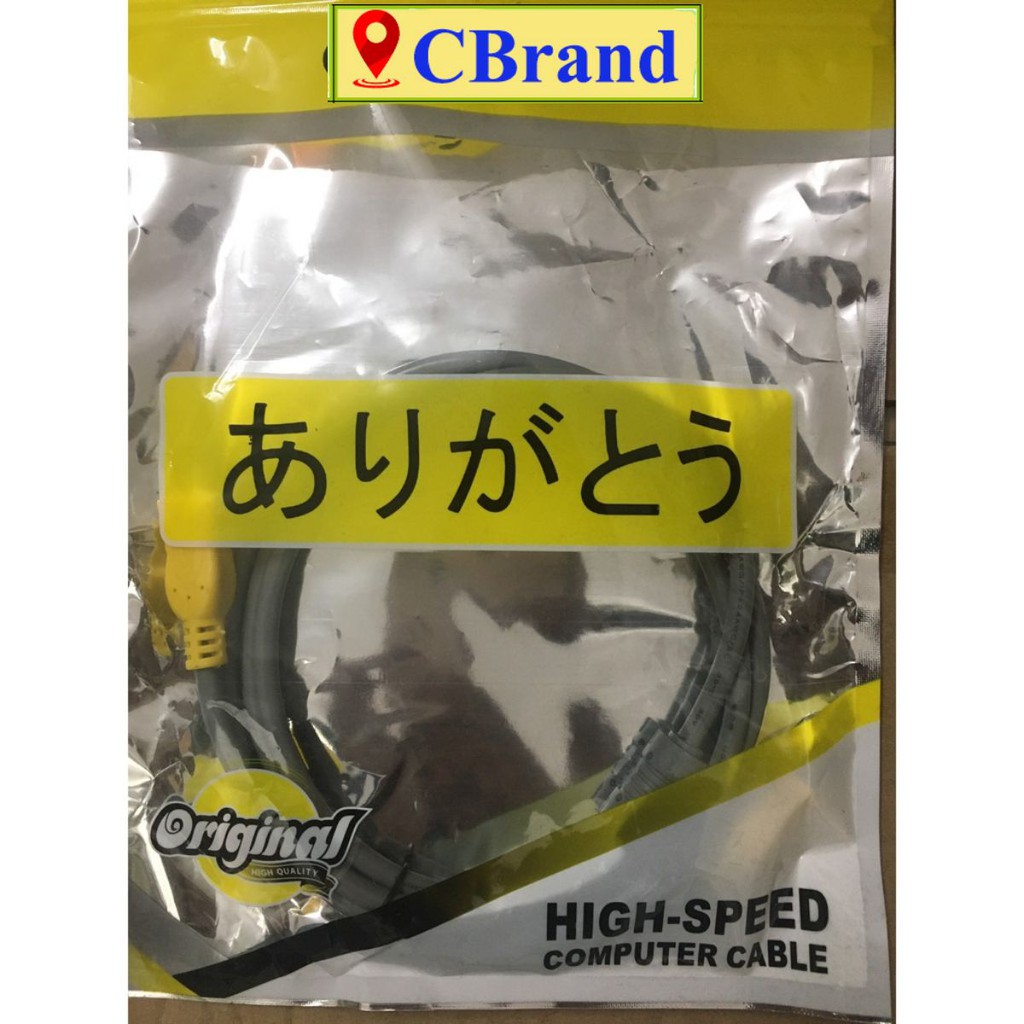 CBrand
ありがとう
Original
HIGH QUALITY
HIGH-SPEED
COMPUTER CABLE